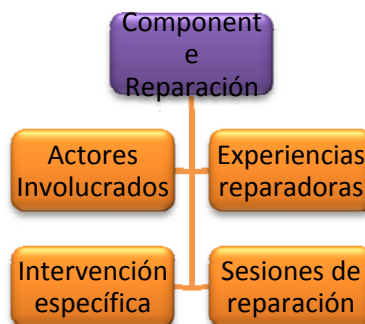 Component
e
Reparación
Actores
Involucrados
Experiencias
reparadoras
Intervención
específica
Sesiones de
reparación